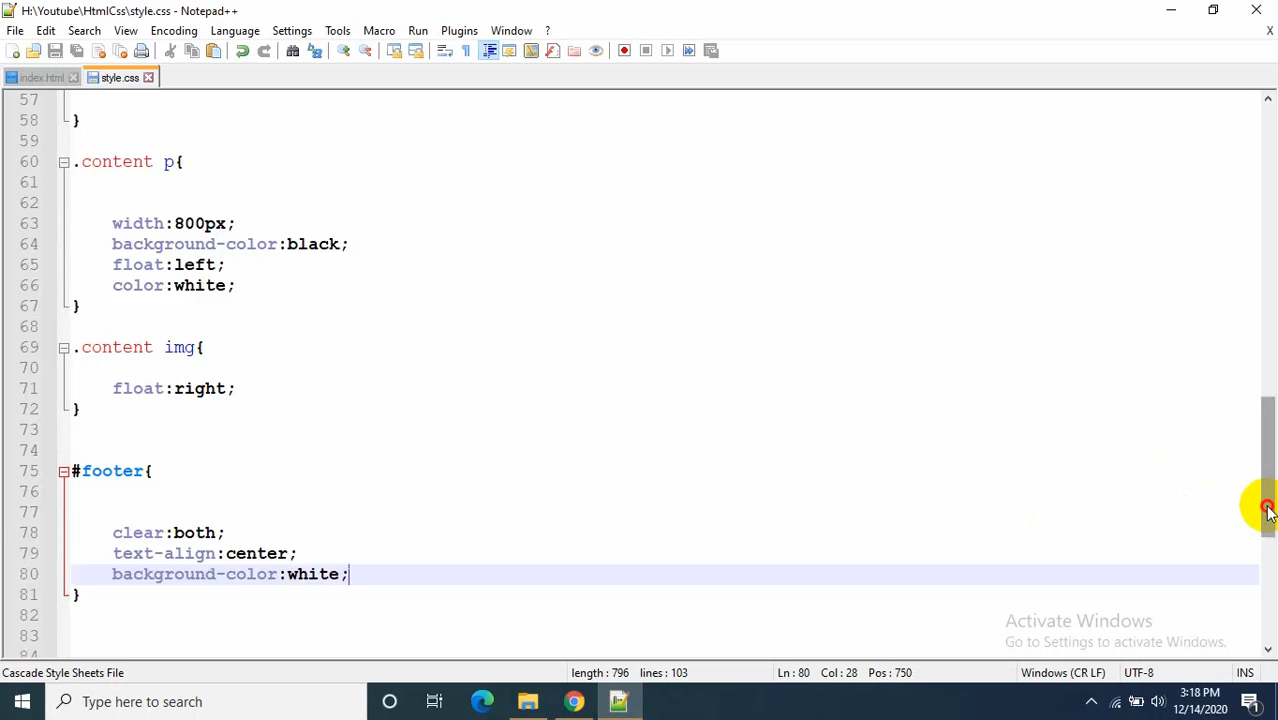 H:\Youtube\HtmlCss\style.css - Notepad++
File Edit Search View Encoding Language Settings Tools Macro Run Plugins Window ? X
index.html style.css
57
58 }
59
60 .content p{
61
62
63 width:800px;
64 background-color:black;
65 float:left;
66 color:white;
67 }
68
69 .content img{
70
71 float:right;
72 }
73
74
75 #footer{
76
77
78 clear:both;
79 text-align:center;
80 background-color:white;
81 }
82
83
84
Activate Windows
Go to Settings to activate Windows.
Cascade Style Sheets File length : 796 lines : 103 Ln : 80 Col : 28 Pos : 750 Windows (CR LF) UTF-8 INS
Type here to search
3:18 PM
12/14/2020
1